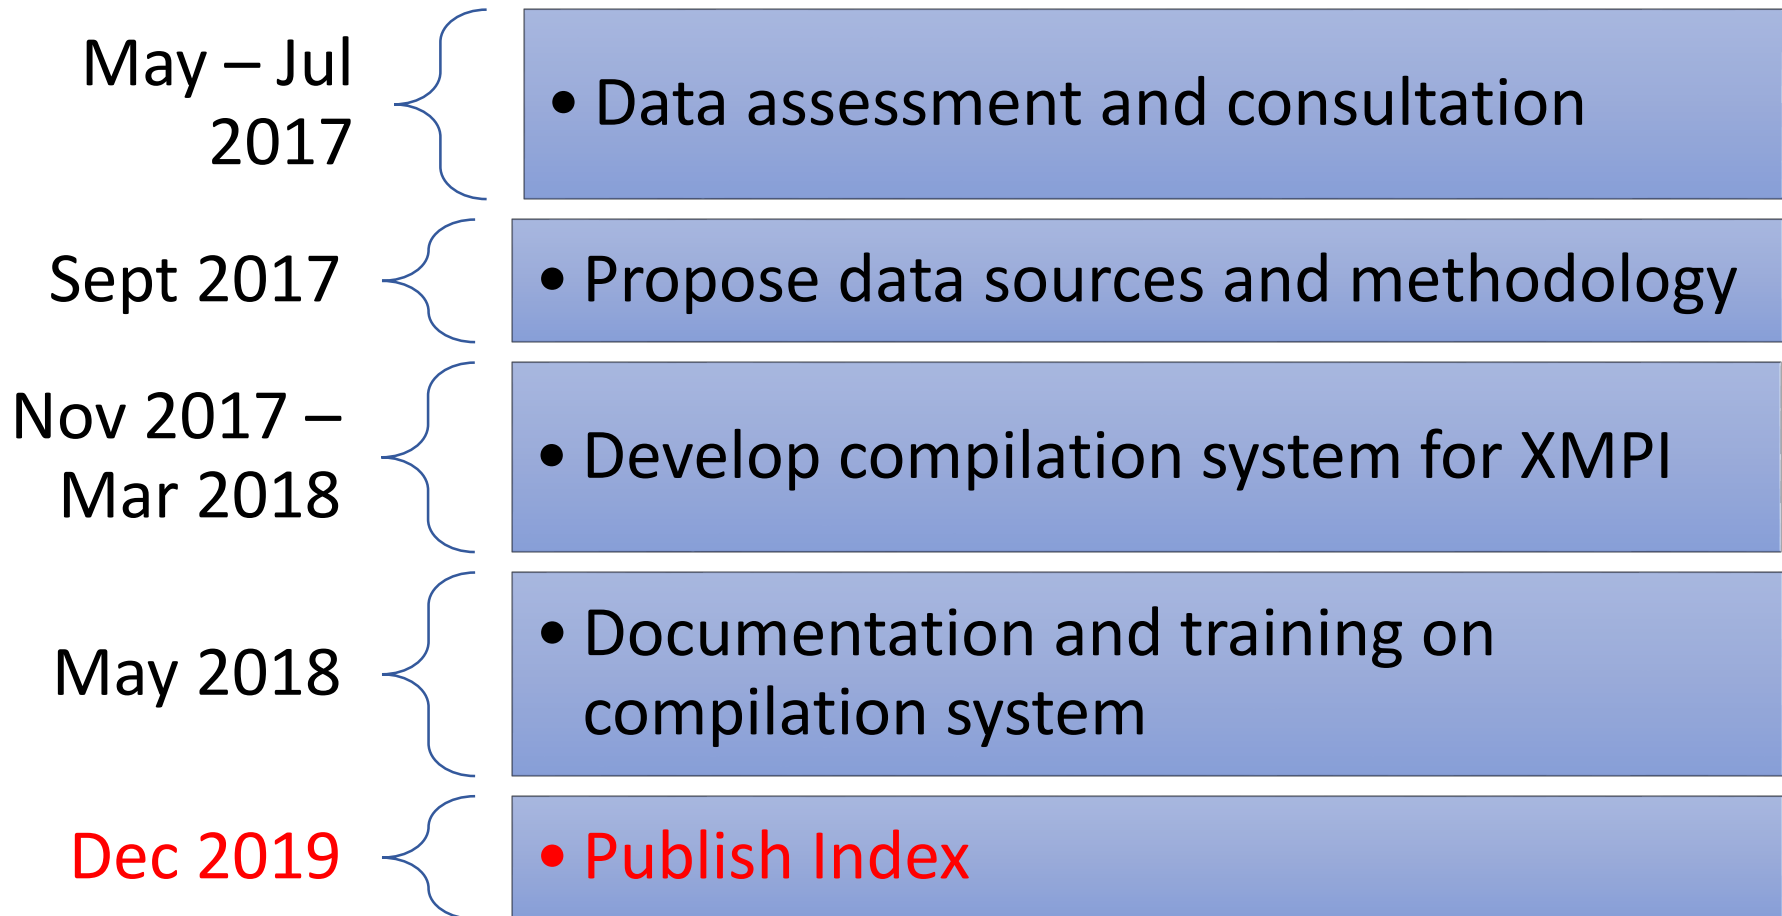 May – Jul
2017
• Data assessment and consultation
Sept 2017
• Propose data sources and methodology
Nov 2017 –
Mar 2018
• Develop compilation system for XMPI
May 2018
• Documentation and training on
compilation system
Dec 2019
• Publish Index